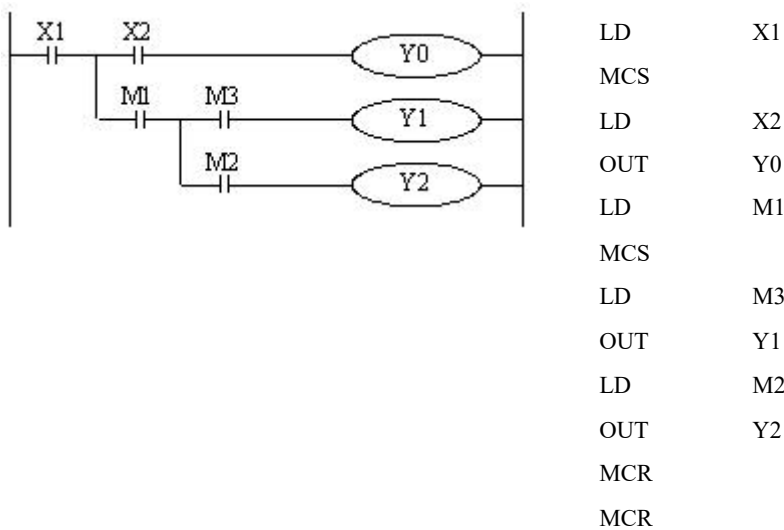 X1 X2 Y0
M1 M3 Y1
M2 Y2
LD X1
MCS
LD X2
OUT Y0
LD M1
MCS
LD M3
OUT Y1
LD M2
OUT Y2
MCR
MCR